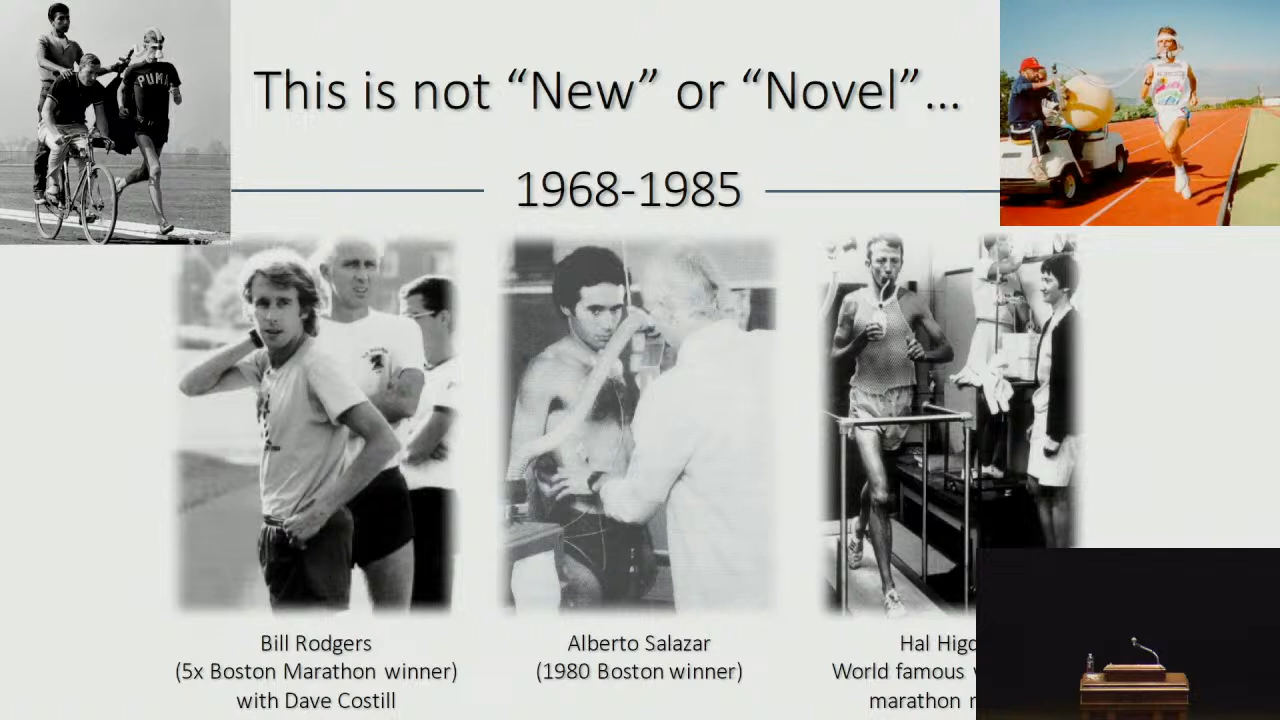 PUMA
This is not “New” or “Novel”...
1968-1985
Bill Rodgers
(5x Boston Marathon winner)
with Dave Costill
Alberto Salazar
(1980 Boston winner)
Hal
World famous
marathon